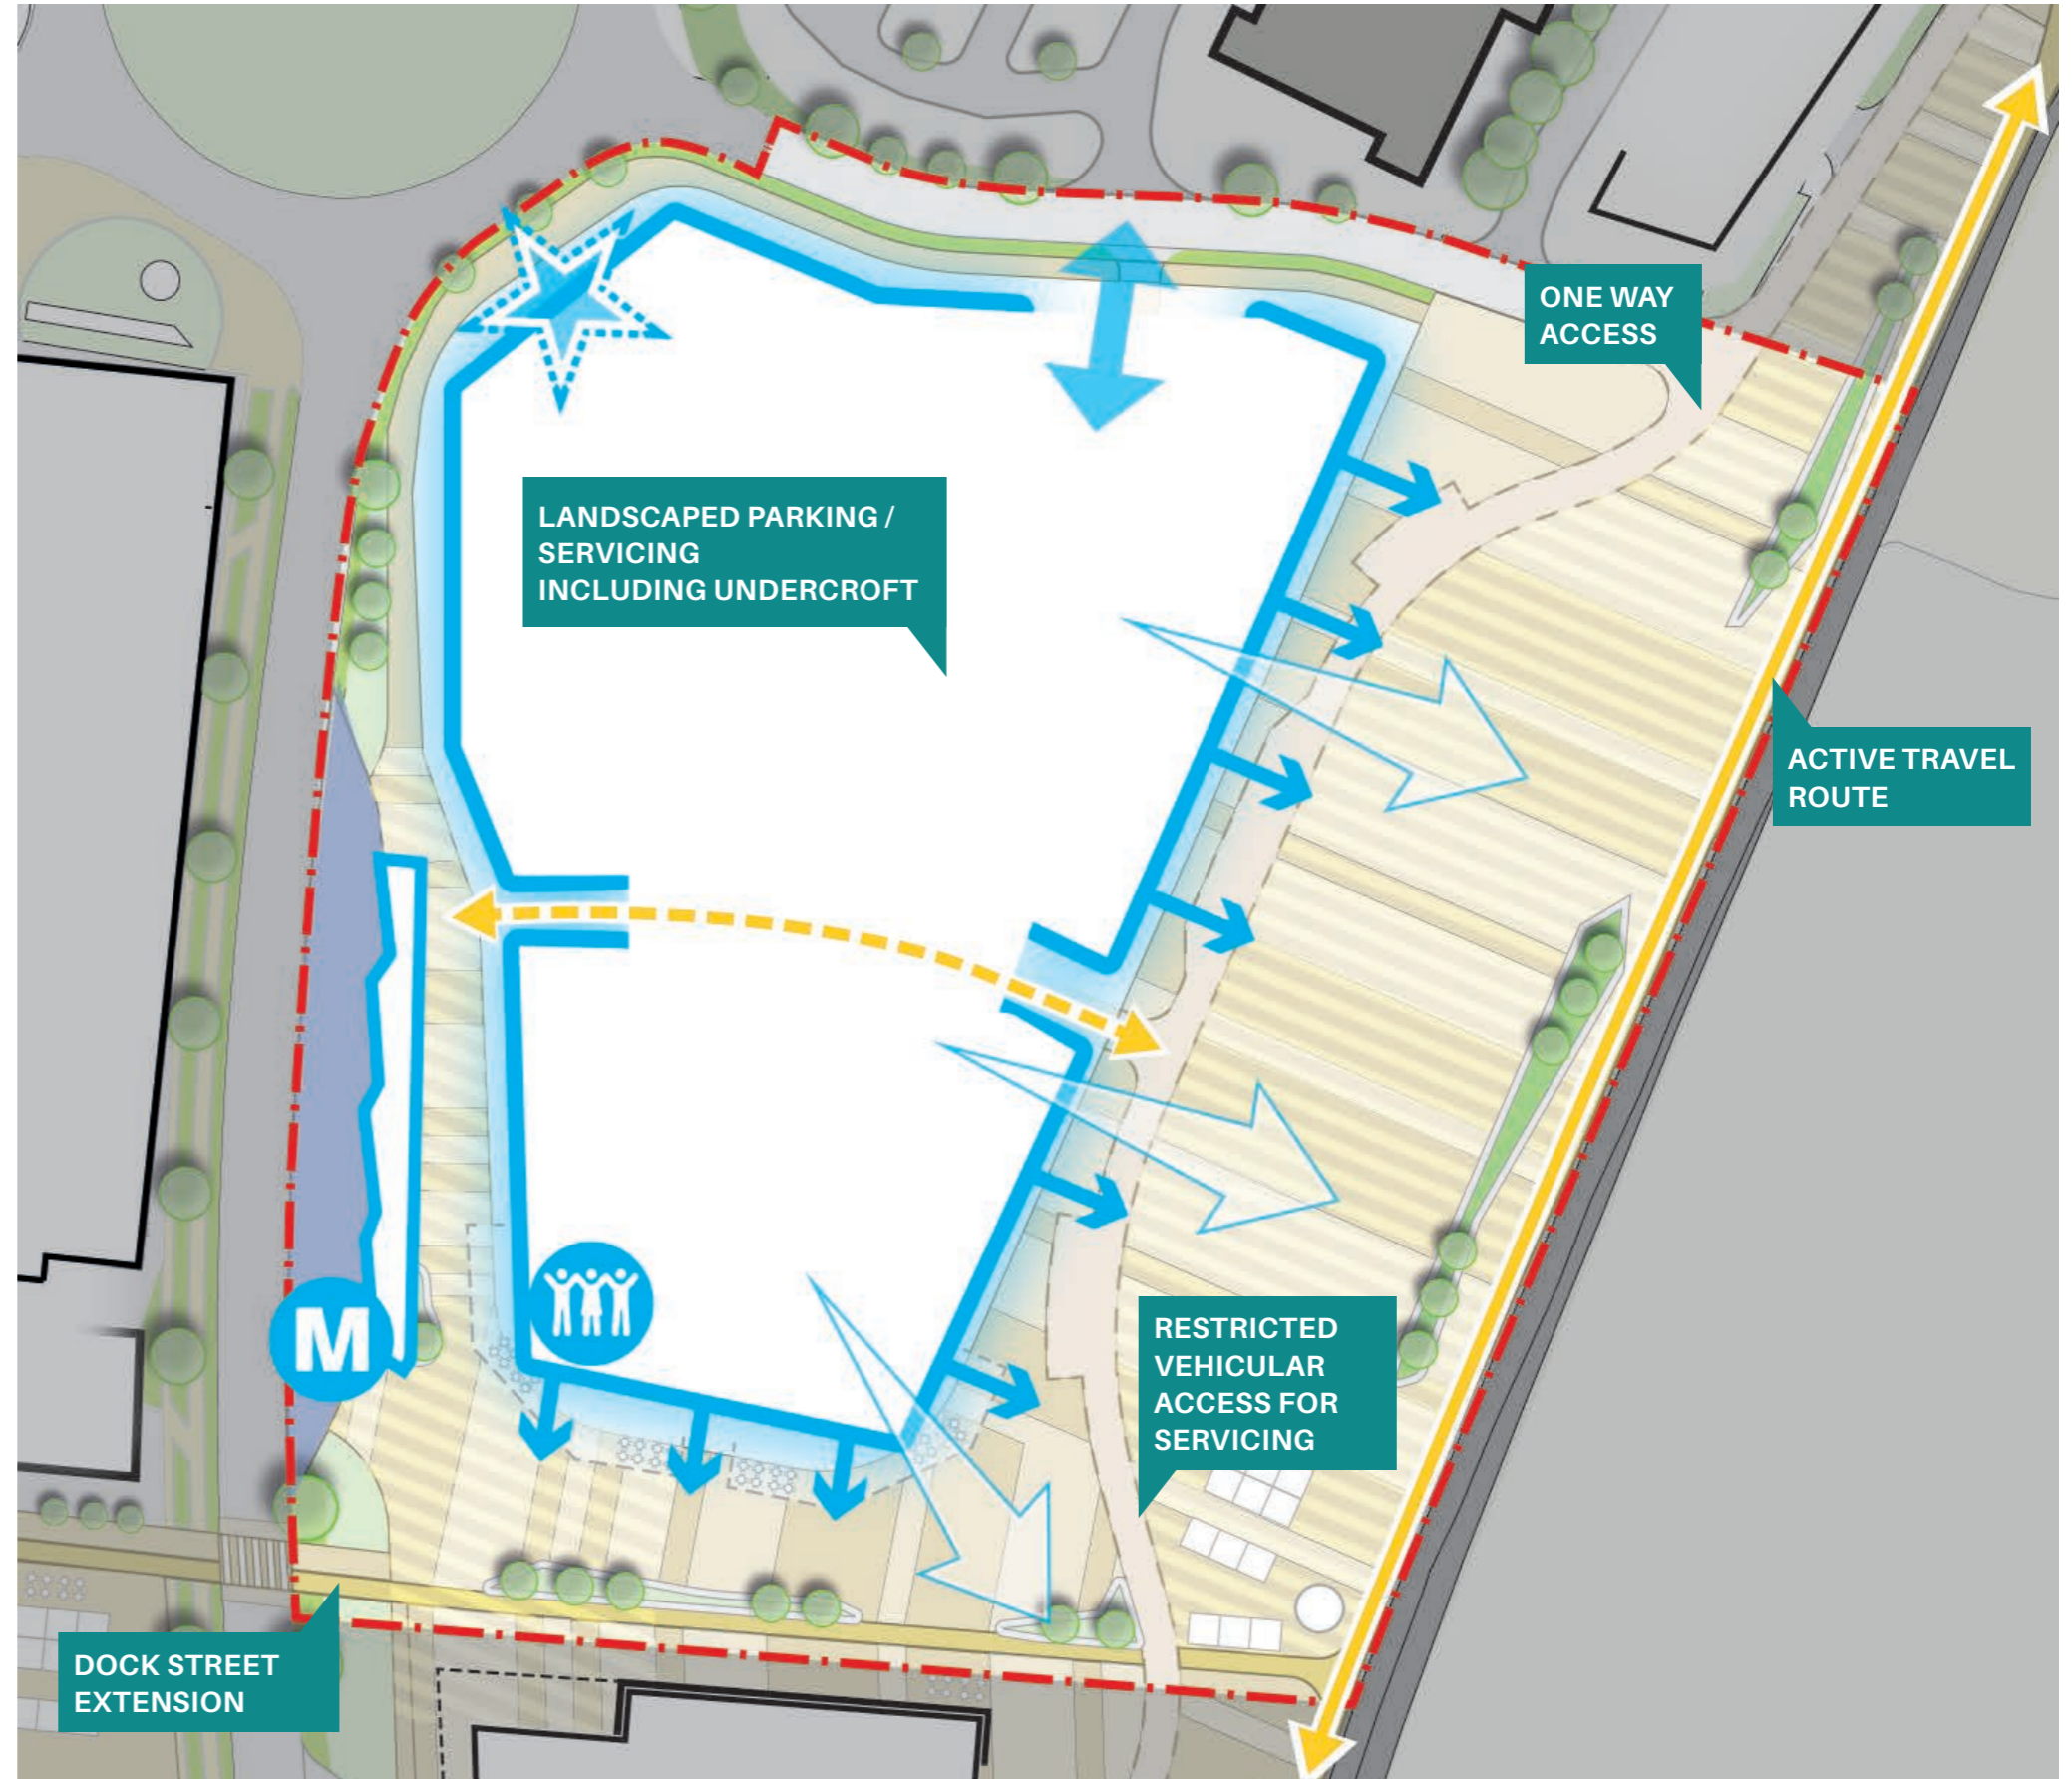 ONE WAY
ACCESS
LANDSCAPED PARKING /
SERVICING
INCLUDING UNDERCROFT
ACTIVE TRAVEL
ROUTE
M
RESTRICTED
VEHICULAR
ACCESS FOR
SERVICING
DOCK STREET
EXTENSION